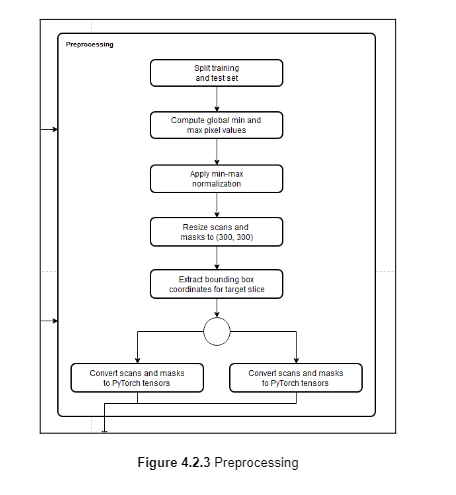 Preprocessing
Split training
and test set
Compute global min and
max pixel values
Apply min-max
normalization
Resize scans and
masks to (300, 300)
Extract bounding box
coordinates for target slice
Convert scans and masks
to PyTorch tensors
Convert scans and masks
to PyTorch tensors
Figure 4.2.3 Preprocessing